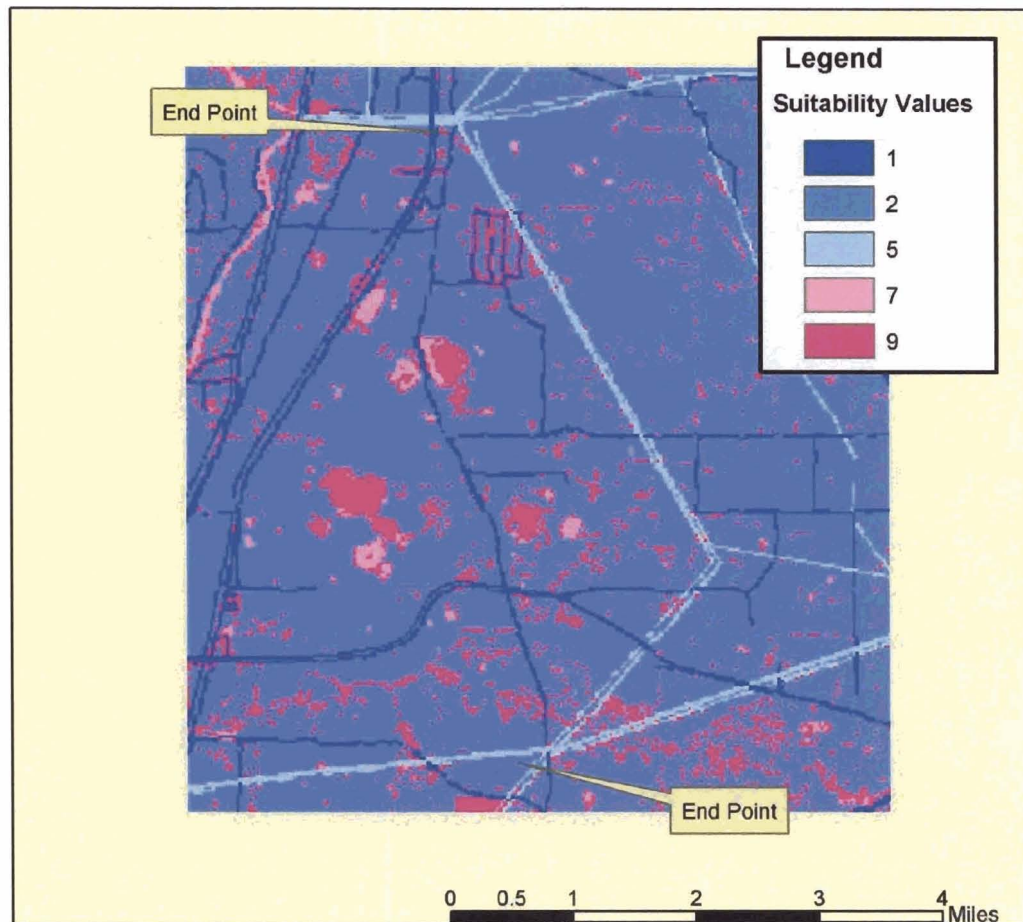 Legend
Suitability Values
End Point
1
2
5
7
9
End Point
0 0.5 1 2 3 4
Miles